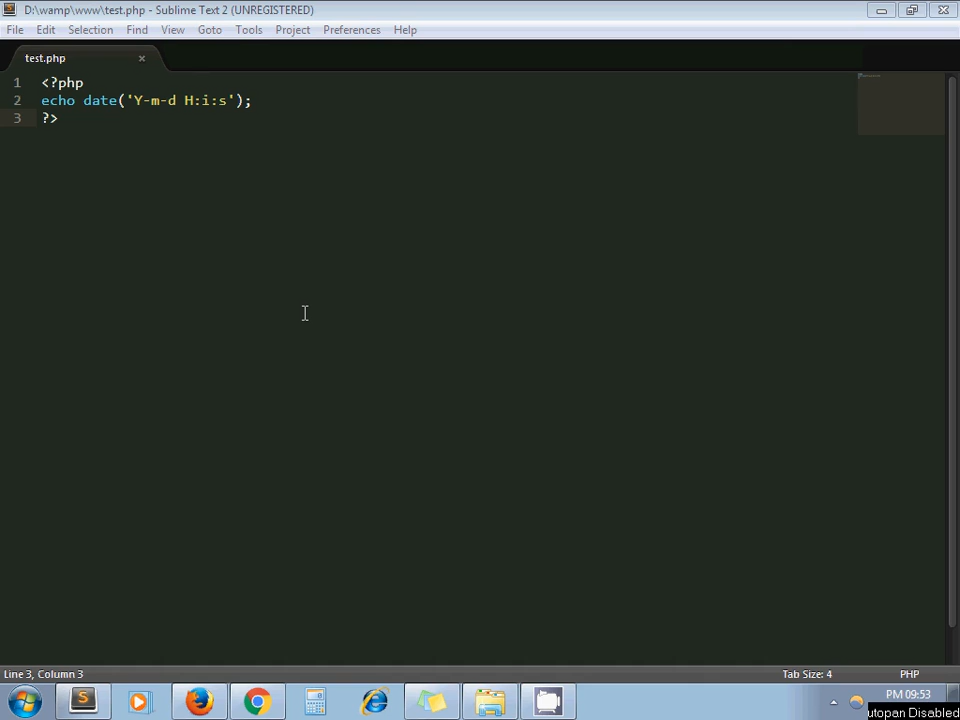 D:\wamp\www\test.php - Sublime Text 2 (UNREGISTERED)
File Edit Selection Find View Goto Tools Project Preferences Help
test.php
1 <?php
2 echo date('Y-m-d H:i:s');
3 ?>
Line 3, Column 3 Tab Size: 4 PHP
PM 09:53
utopan Disabled